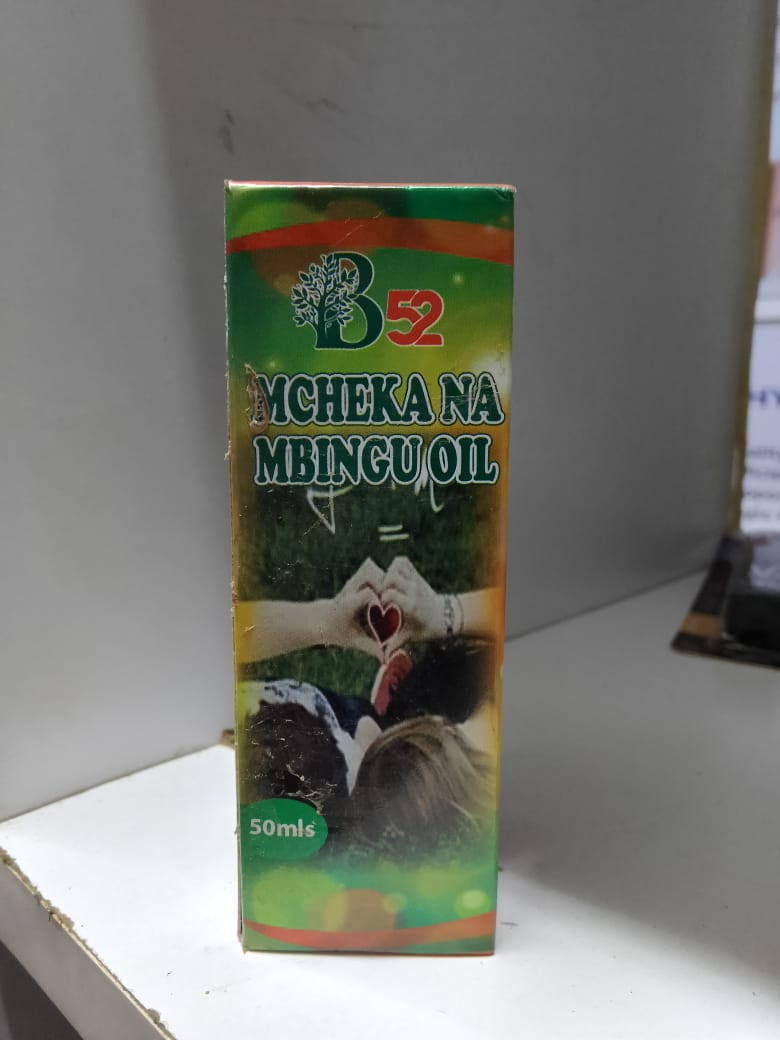 B52
MCHEKA NA
MBINGU OIL
=
50mls